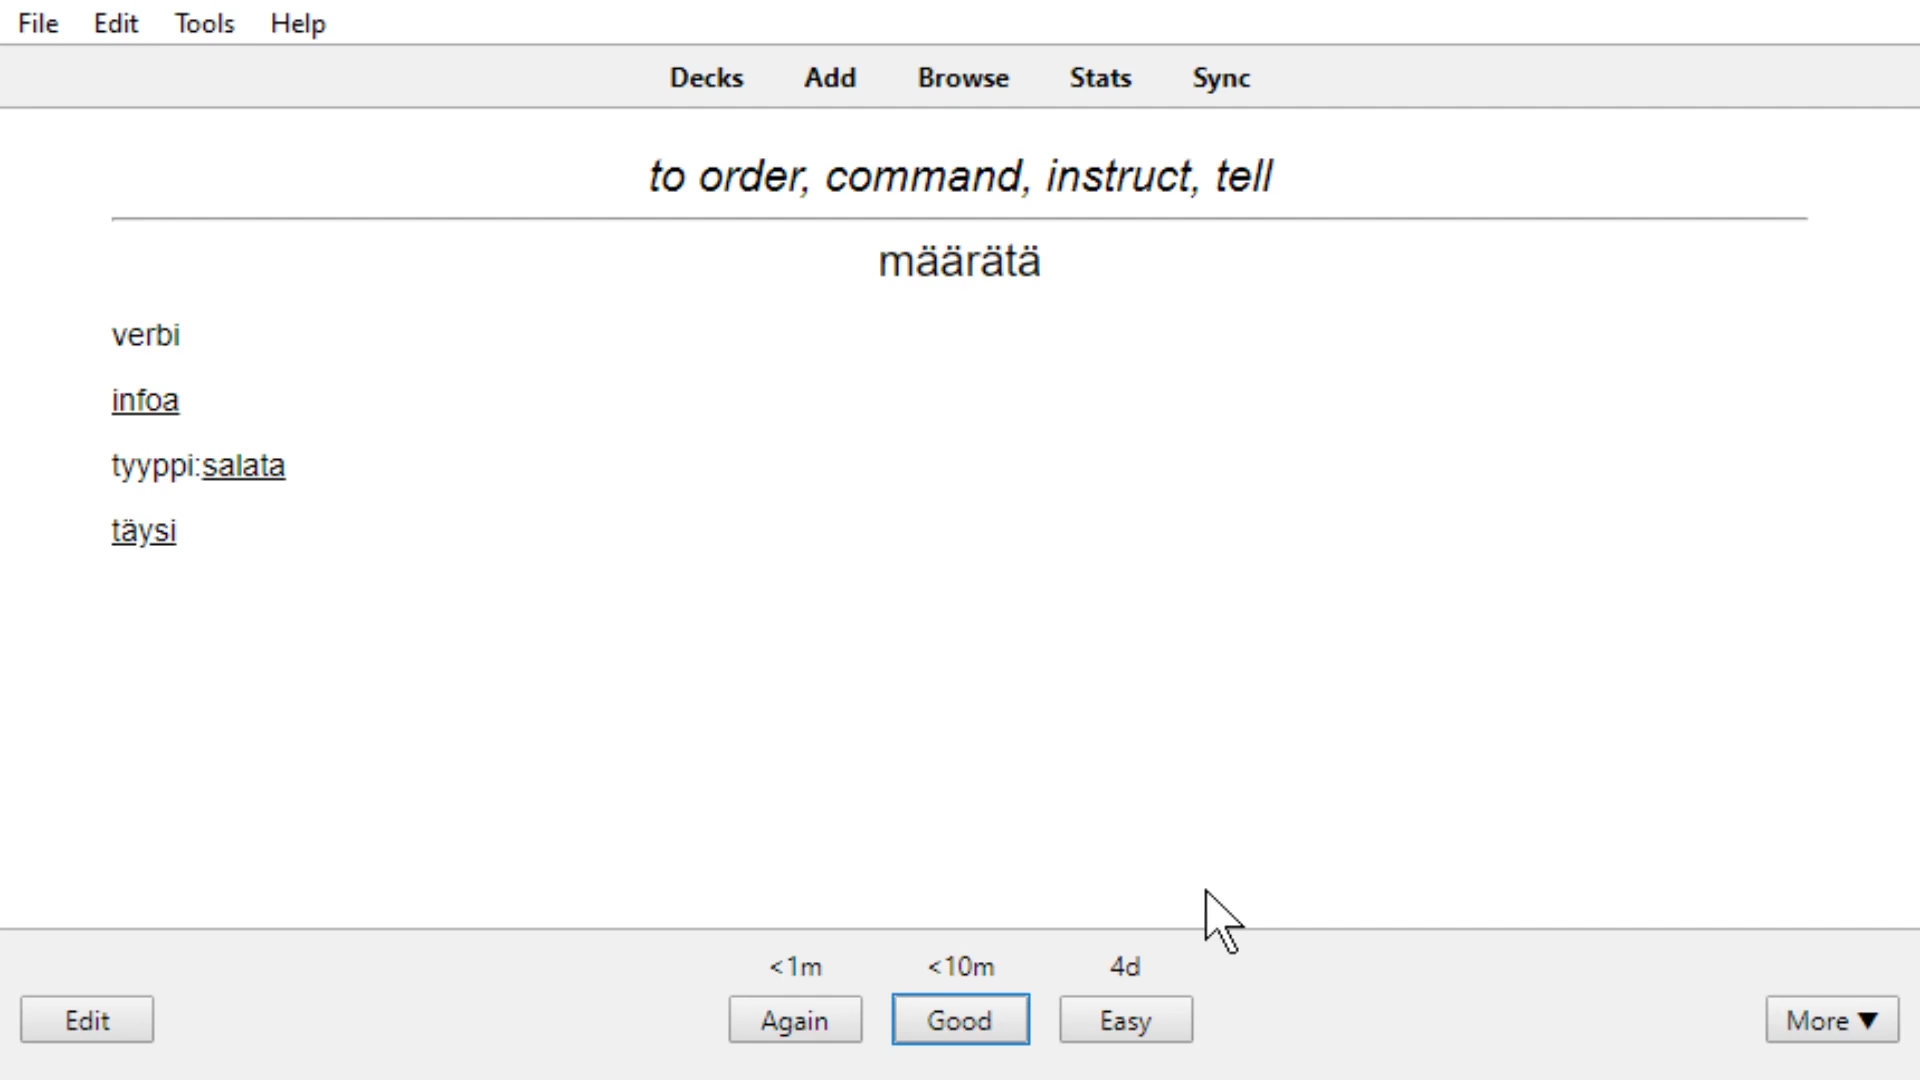 File Edit Tools Help
Decks Add Browse Stats Sync
to order, command, instruct, tell
määrätä
verbi
infoa
tyyppi:salata
täysi
<1m <10m 4d
Edit Again Good Easy More ▼